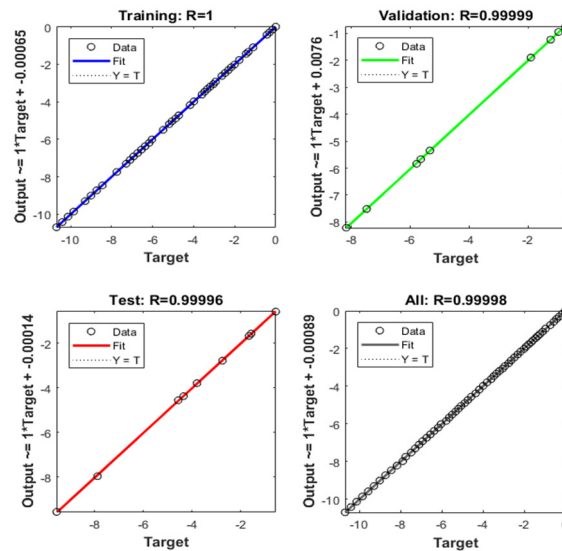 Training: R=1
Output ~= 1*Target + -0.00065
0
-2
-4
-6
-8
-10
Data
Fit
Y = T
-10 -8 -6 -4 -2 0
Target
Validation: R=0.99999
Output ~= 1*Target + 0.0076
-1
-2
-3
-4
-5
-6
-7
-8
Data
Fit
Y = T
-8 -6 -4 -2
Target
Test: R=0.99996
Output ~= 1*Target + -0.00014
-2
-4
-6
-8
Data
Fit
Y = T
-8 -6 -4 -2
Target
All: R=0.99998
Output ~= 1*Target + -0.00089
0
-2
-4
-6
-8
-10
Data
Fit
Y = T
-10 -8 -6 -4 -2 0
Target